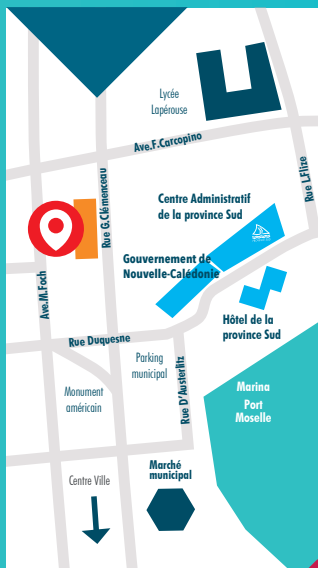 Lycée
Lapérouse
Ave.F.Carcopino
Rue I.Flize
Rue G.Clémenceau
Centre Administratif
de la province Sud
Gouvernement de
Nouvelle-Calédonie
Ave.M.Foch
Hôtel de la
province Sud
Rue Duquesne
Parking
municipal
Rue D'Austerlitz
Monument
américain
Marina
Port
Moselle
Marché
municipal
Centre Ville